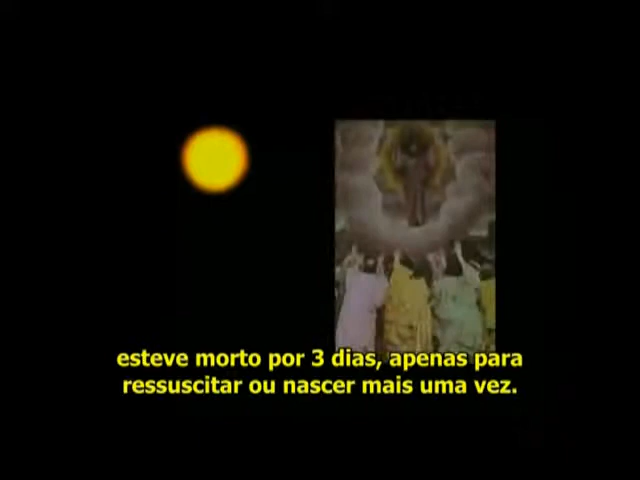 esteve morto por 3 dias, apenas para
ressuscitar ou nascer mais uma vez.